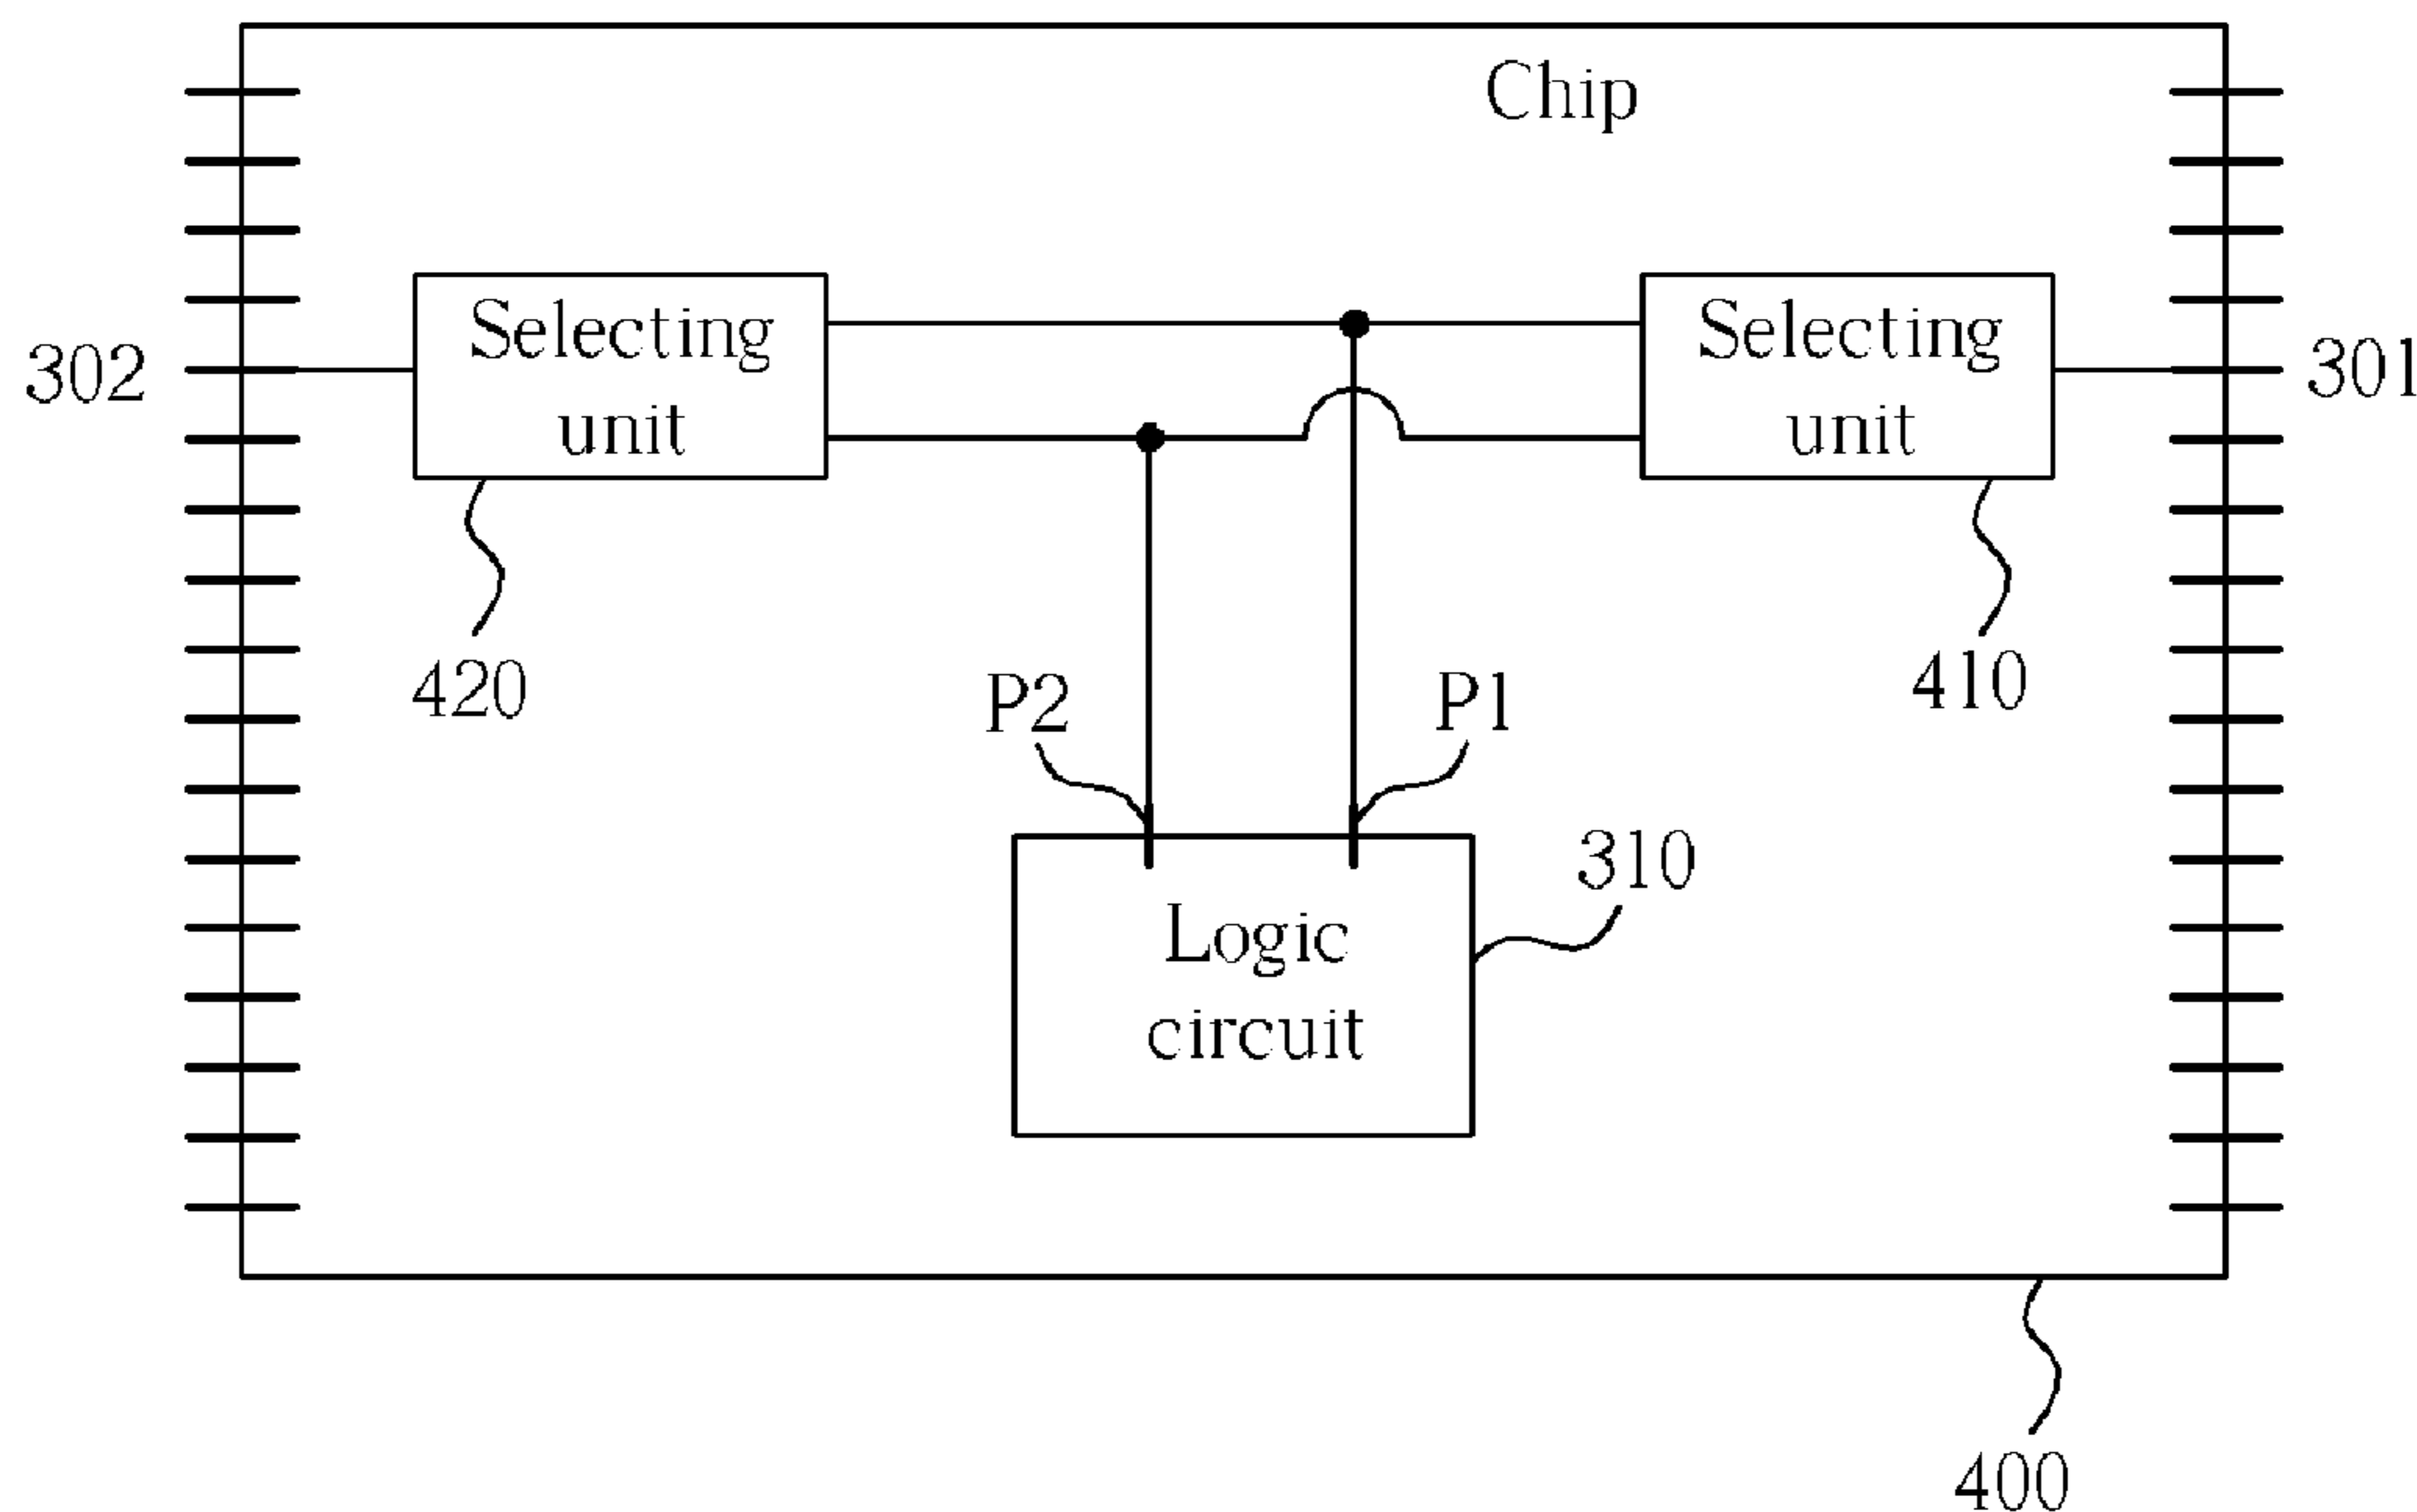 Chip
Selecting
unit
Selecting
unit
302
301
420
410
P2
P1
310
Logic
circuit
400